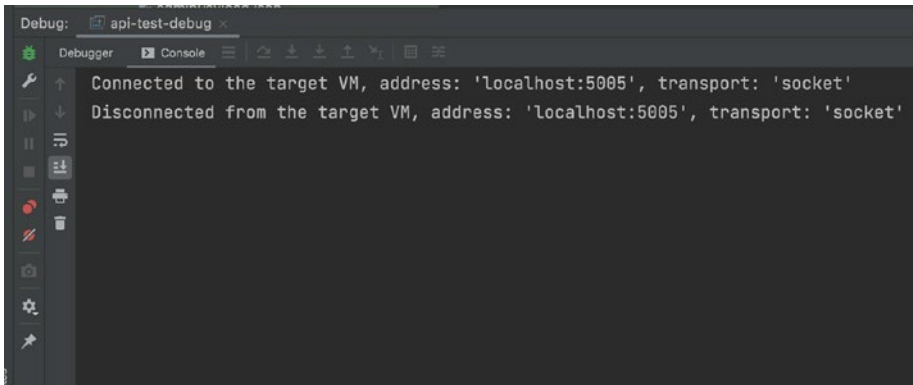 Debug: api-test-debug
Debugger Console
Connected to the target VM, address: 'localhost:5005', transport: 'socket'
Disconnected from the target VM, address: 'localhost:5005', transport: 'socket'